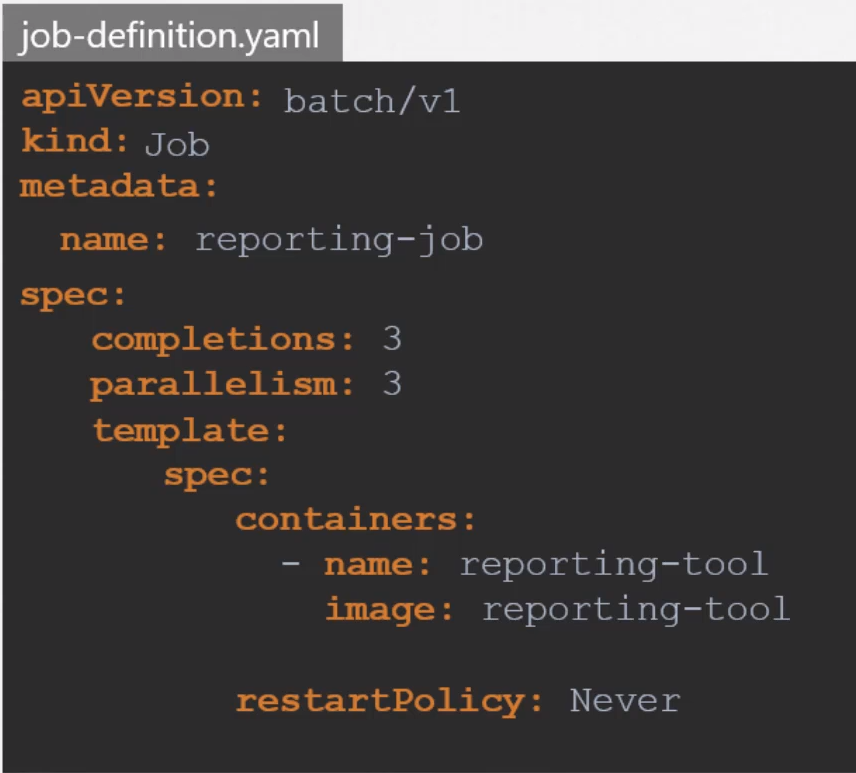 job-definition.yaml
apiVersion: batch/v1
kind: Job
metadata:
name: reporting-job
spec:
completions: 3
parallelism: 3
template:
spec:
containers:
- name: reporting-tool
image: reporting-tool
restartPolicy: Never